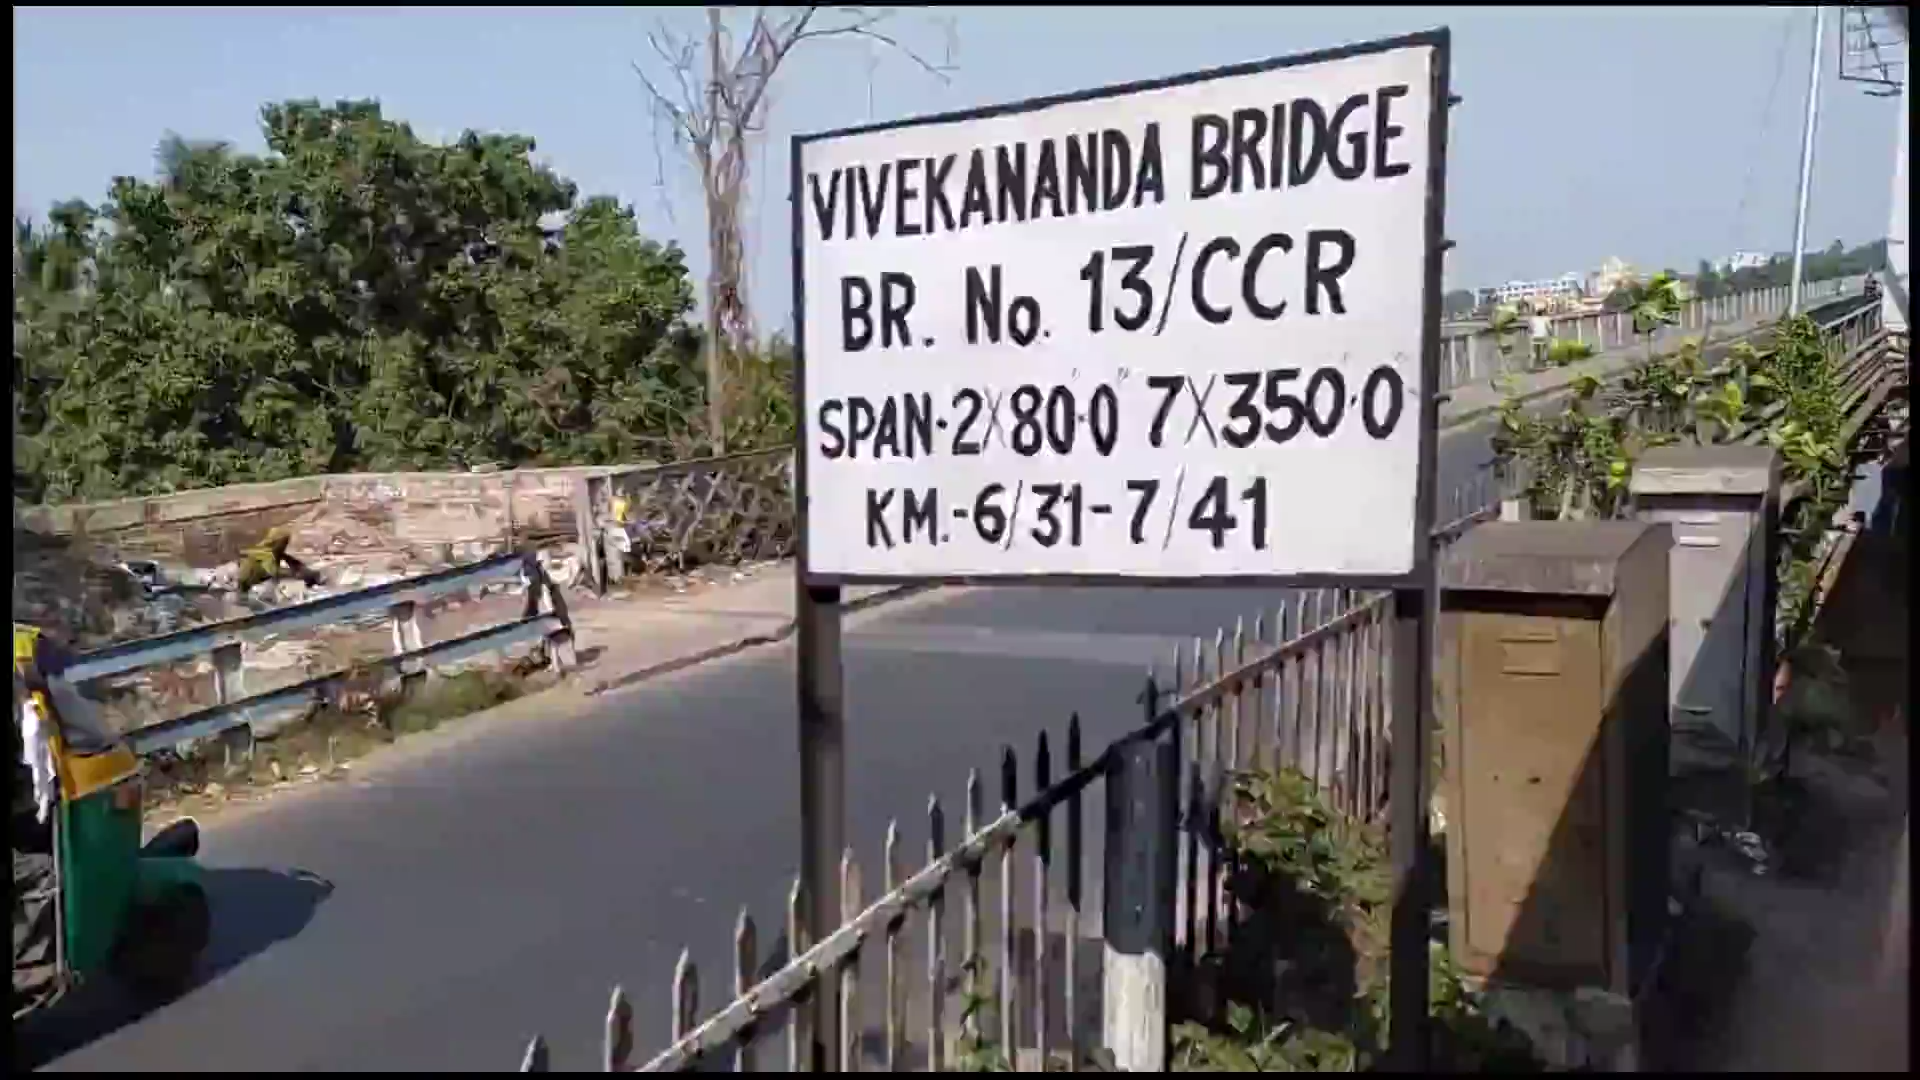 VIVEKANANDA BRIDGE
BR. No. 13/CCR
SPAN·2X80·0" 7X350·0"
KM.-6/31-7/41